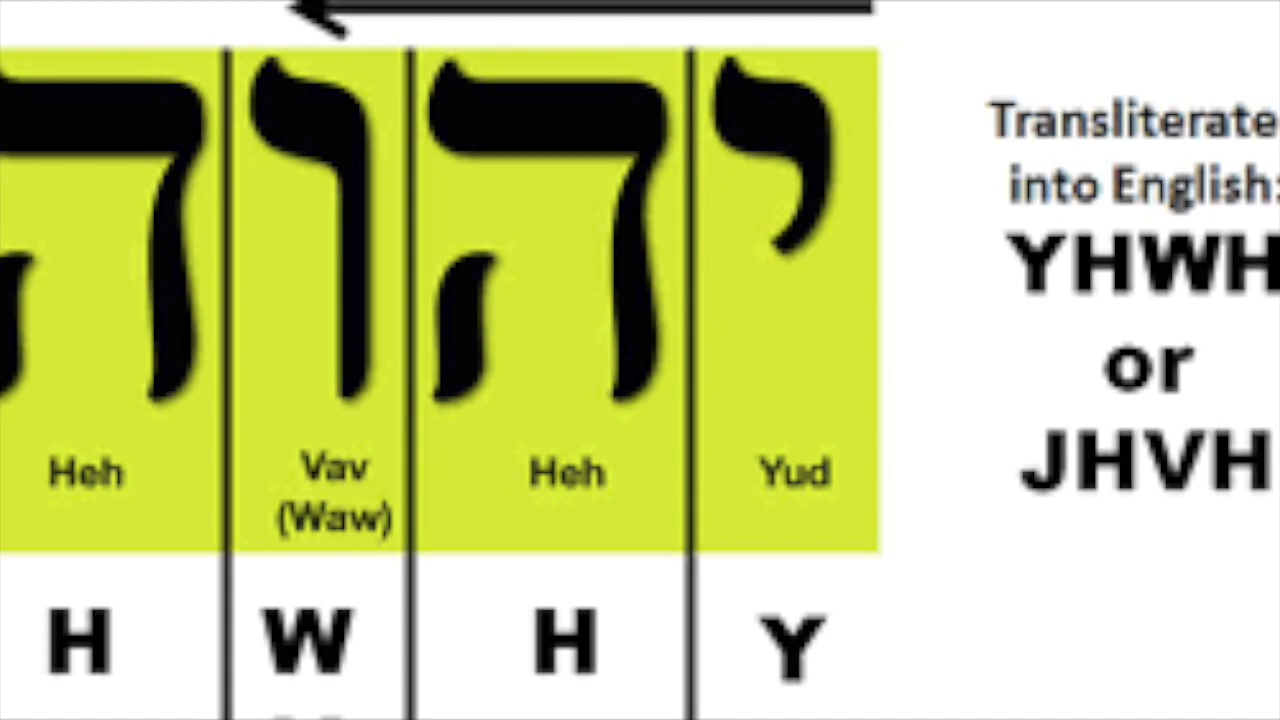 יהוה
Heh Vav Heh Yud
(Waw)
H W H Y
Transliterate
into English:
YHWH
or
JHVH